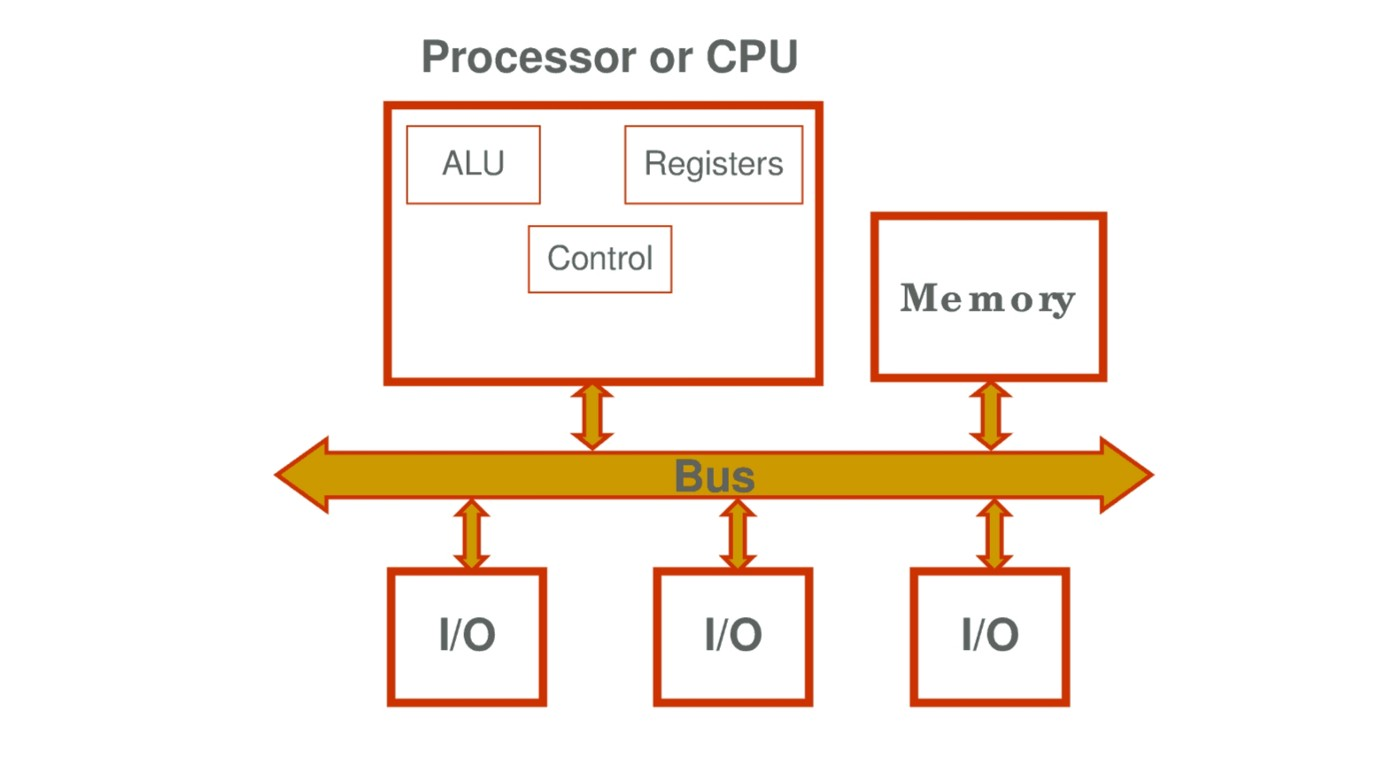 Processor or CPU
ALU
Registers
Control
Memory
Bus
I/O
I/O
I/O